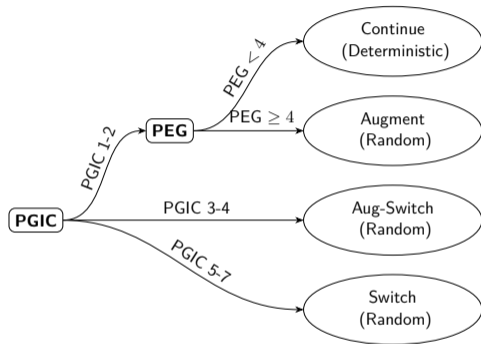 Continue
(Deterministic)
PEG < 4
PEG
PEG ≥ 4
Augment
(Random)
PGIC 1-2
PGIC
PGIC 3-4
Aug-Switch
(Random)
PGIC 5-7
Switch
(Random)